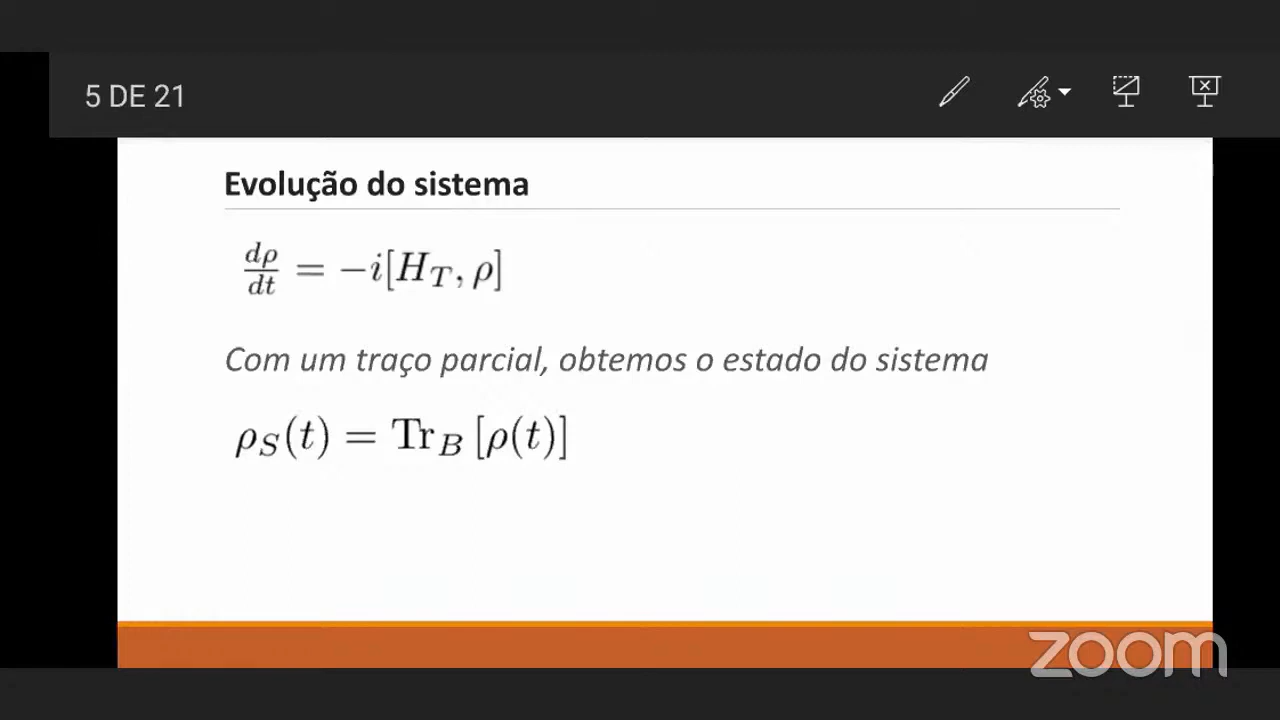 5 DE 21
Evolução do sistema
\frac{dρ}{dt} = −i[H_T, ρ]
Com um traço parcial, obtemos o estado do sistema
ρ_S(t) = Tr_B [ρ(t)]
zoom